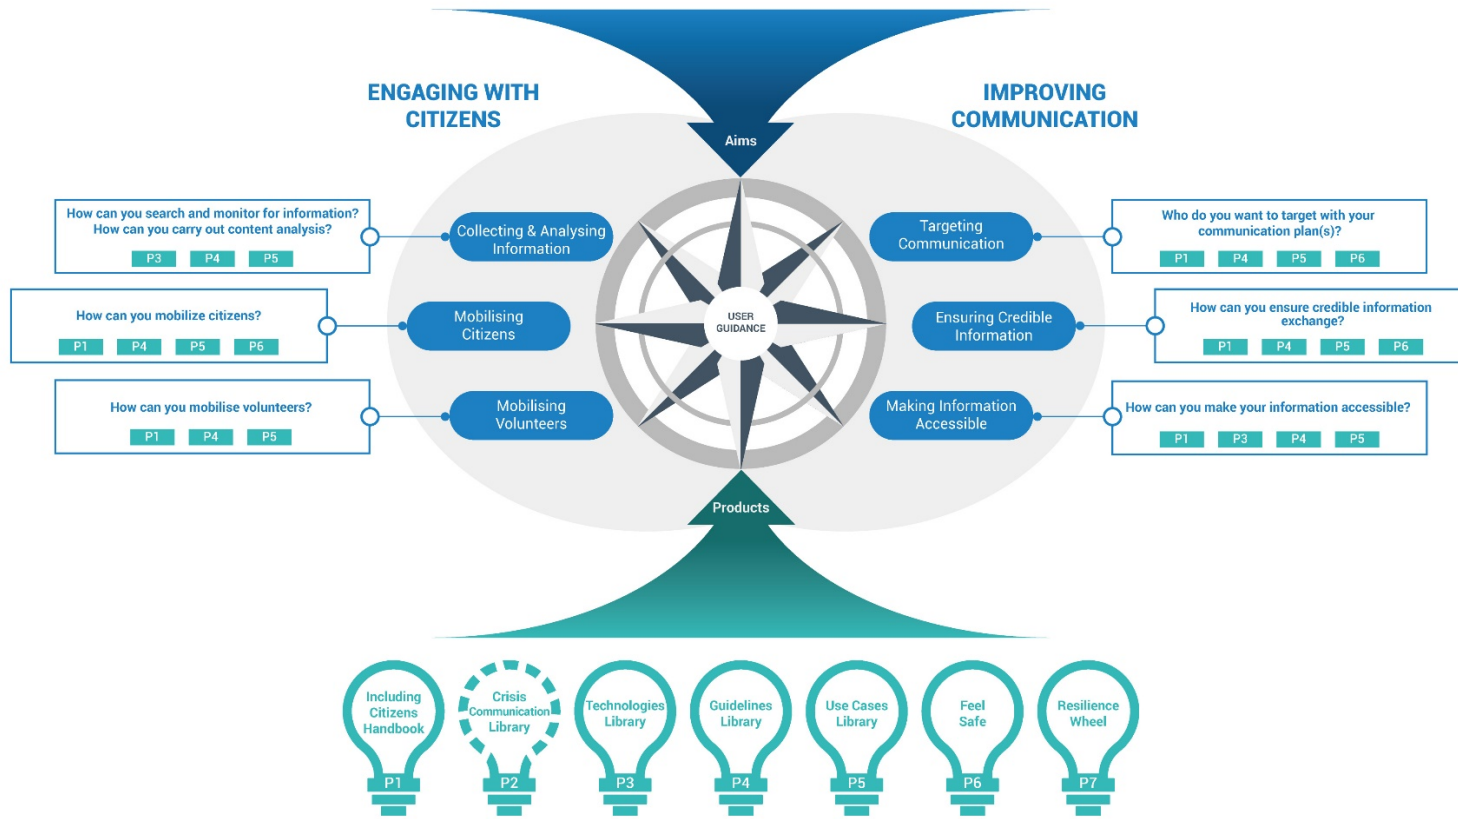 ENGAGING WITH
CITIZENS
IMPROVING
COMMUNICATION
Aims
How can you search and monitor for information?
How can you carry out content analysis?
P3 P4 P5
Collecting & Analysing
Information
How can you mobilize citizens?
P1 P4 P5 P6
Mobilising
Citizens
How can you mobilise volunteers?
P1 P4 P5
Mobilising
Volunteers
USER
GUIDANCE
Targeting
Communication
Who do you want to target with your
communication plan(s)?
P1 P4 P5 P6
Ensuring Credible
Information
How can you ensure credible information
exchange?
P1 P4 P5 P6
Making Information
Accessible
How can you make your information accessible?
P1 P3 P4 P5
Products
Including
Citizens
Handbook
P1
Crisis
Communication
Library
P2
Technologies
Library
P3
Guidelines
Library
P4
Use Cases
Library
P5
Feel
Safe
P6
Resilience
Wheel
P7